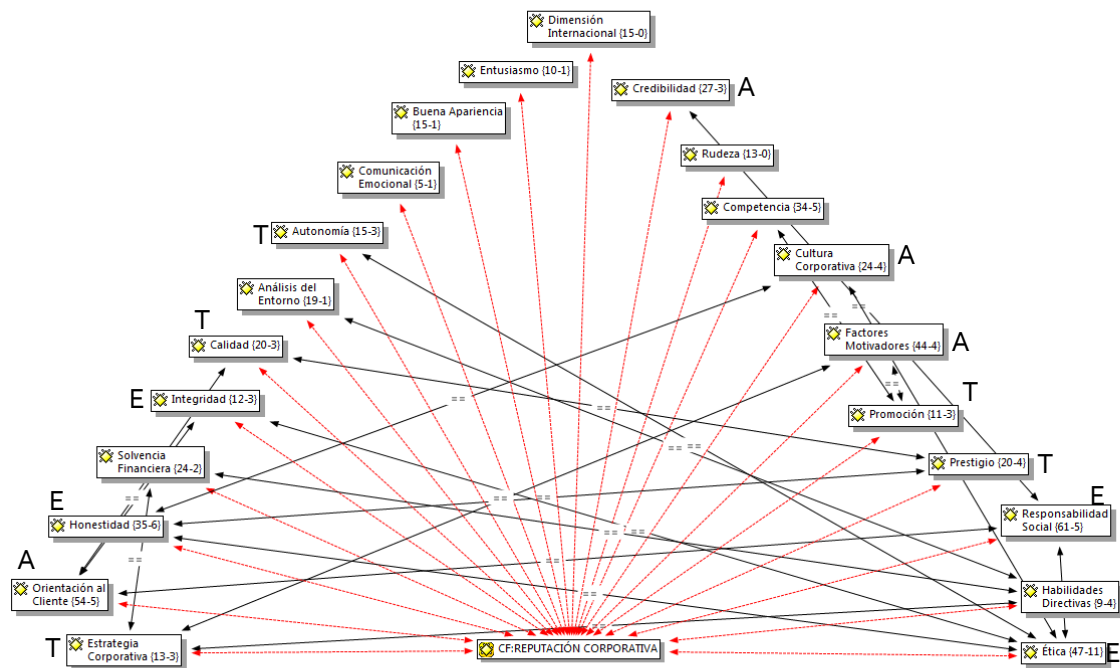 Dimensión
Internacional {15-0}
Entusiasmo {10-1}
Credibilidad {27-3}
A
Buena Apariencia
{15-1}
Rudeza {13-0}
Comunicación
Emocional {5-1}
Competencia {34-5}
T
Autonomía {15-3}
Cultura
Corporativa {24-4}
A
Análisis del
Entorno {19-1}
==
==
T
Calidad {20-3}
Factores
Motivadores {44-4}
A
==
E
Integridad {12-3}
==
==
T
Promoción {11-3}
Solvencia
Financiera {24-2}
==
==
Prestigio {20-4}
T
==
==
==
==
E
Honestidad {35-6}
==
E
Responsabilidad
Social {61-5}
==
==
A
Orientación al
Cliente {54-5}
==
Habilidades
Directivas {9-4}
==
T
Estrategia
Corporativa {13-3}
CF:REPUTACIÓN CORPORATIVA
Ética {47-11}
E